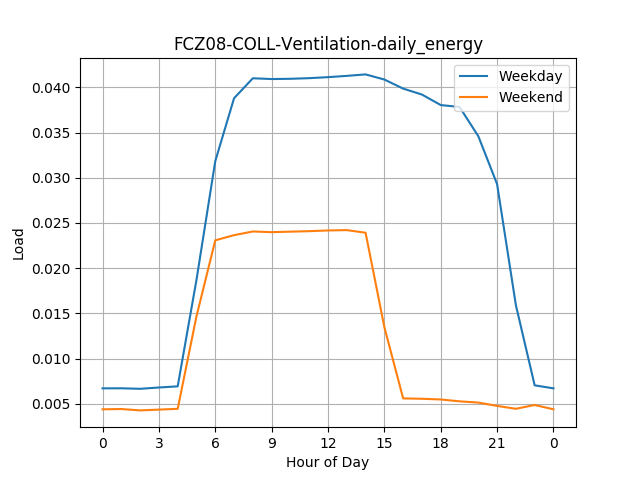 FCZ08-COLL-Ventilation-daily_energy
Weekday
Weekend
0.040
0.035
0.030
0.025
0.020
0.015
0.010
0.005
Load
0 3 6 9 12 15 18 21 0
Hour of Day